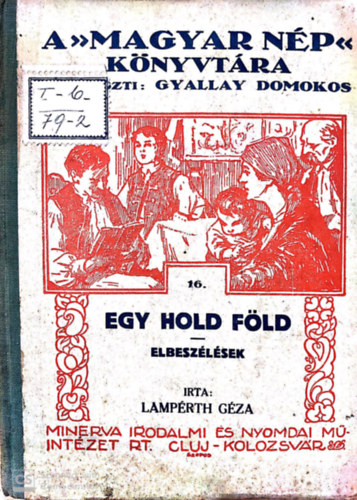 A »MAGYAR NÉP«
KÖNYVTÁRA
GYALLAY DOMOKOS
T-6-
79-2
16.
EGY HOLD FÖLD
ELBESZÉLÉSEK
IRTA:
LAMPÉRTH GÉZA
MINERVA IRODALMI ÉS NYOMDAI MŰ-
INTÉZET RT. CLUJ-KOLOZSVÁR